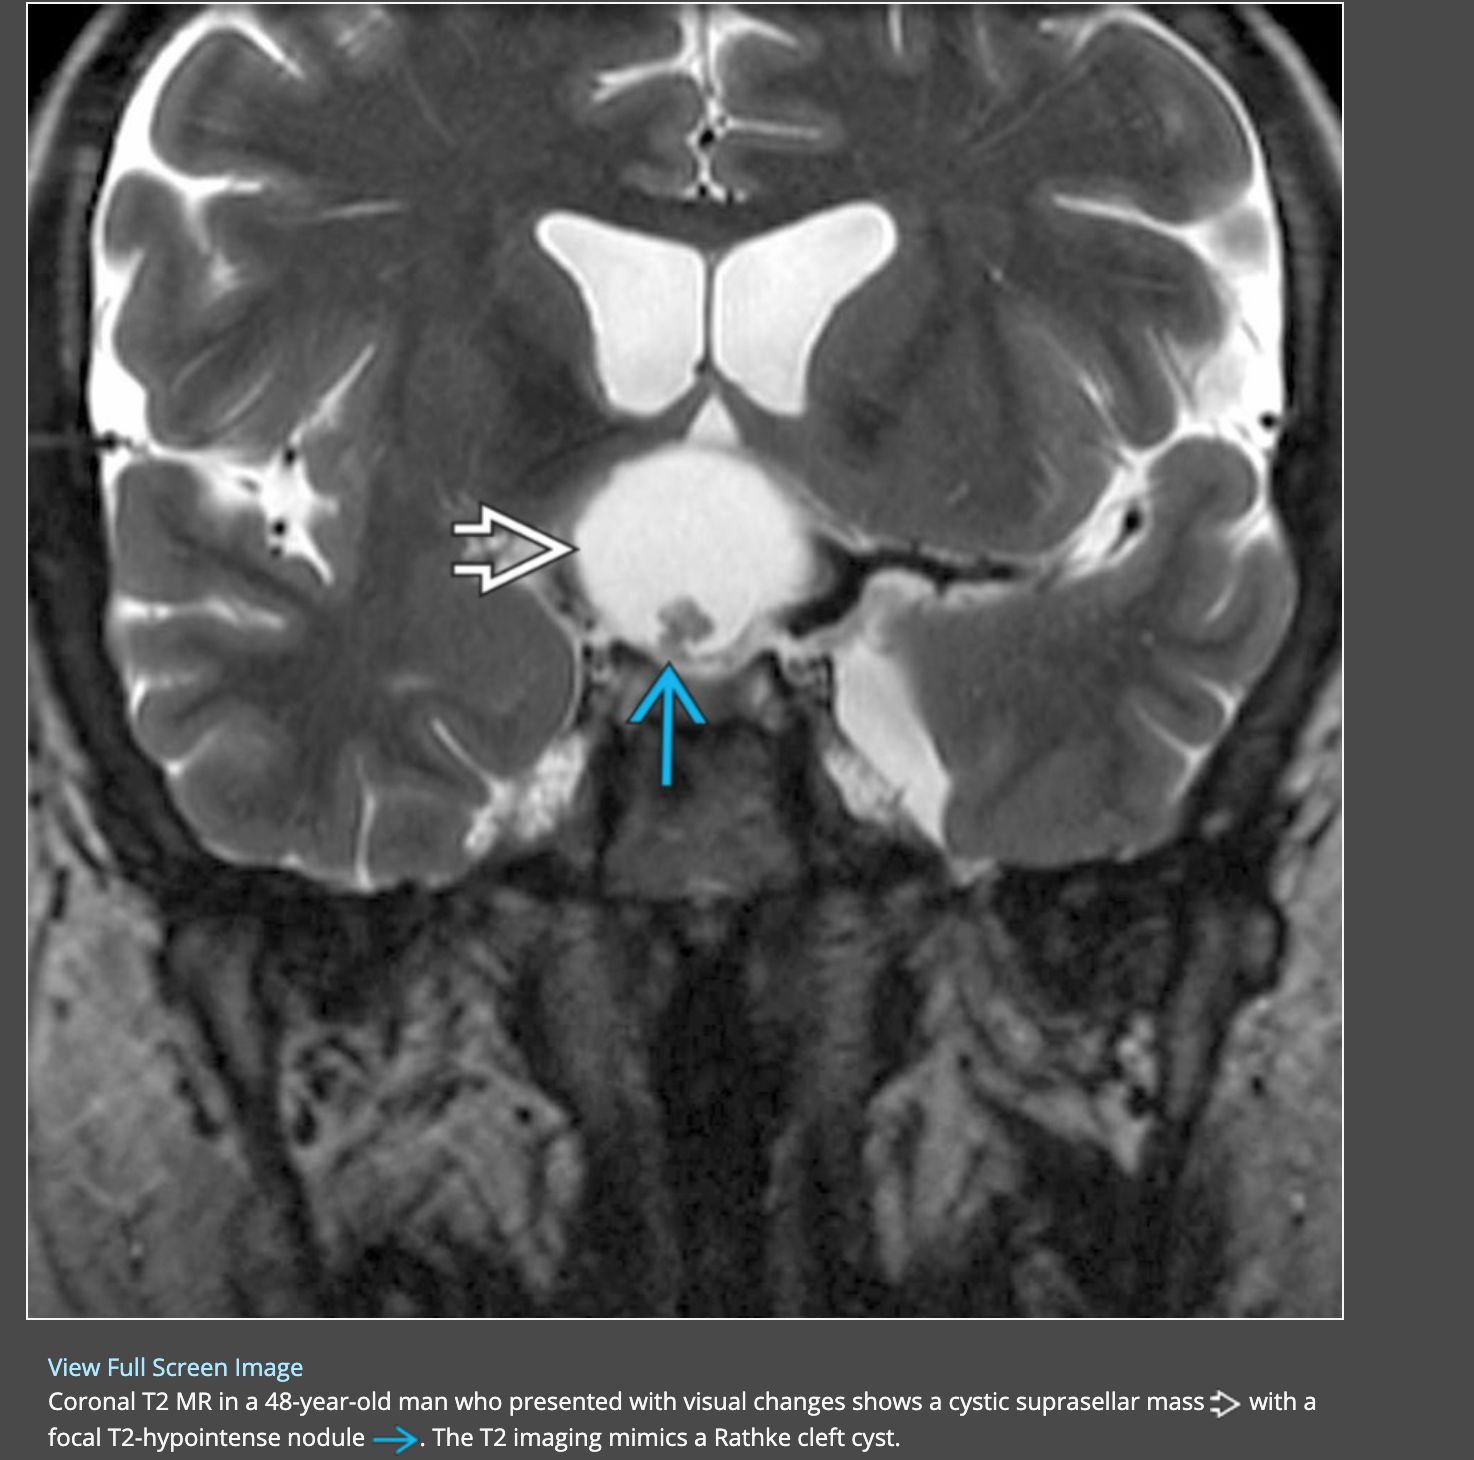 View Full Screen Image
Coronal T2 MR in a 48-year-old man who presented with visual changes shows a cystic suprasellar mass with a
focal T2-hypointense nodule . The T2 imaging mimics a Rathke cleft cyst.